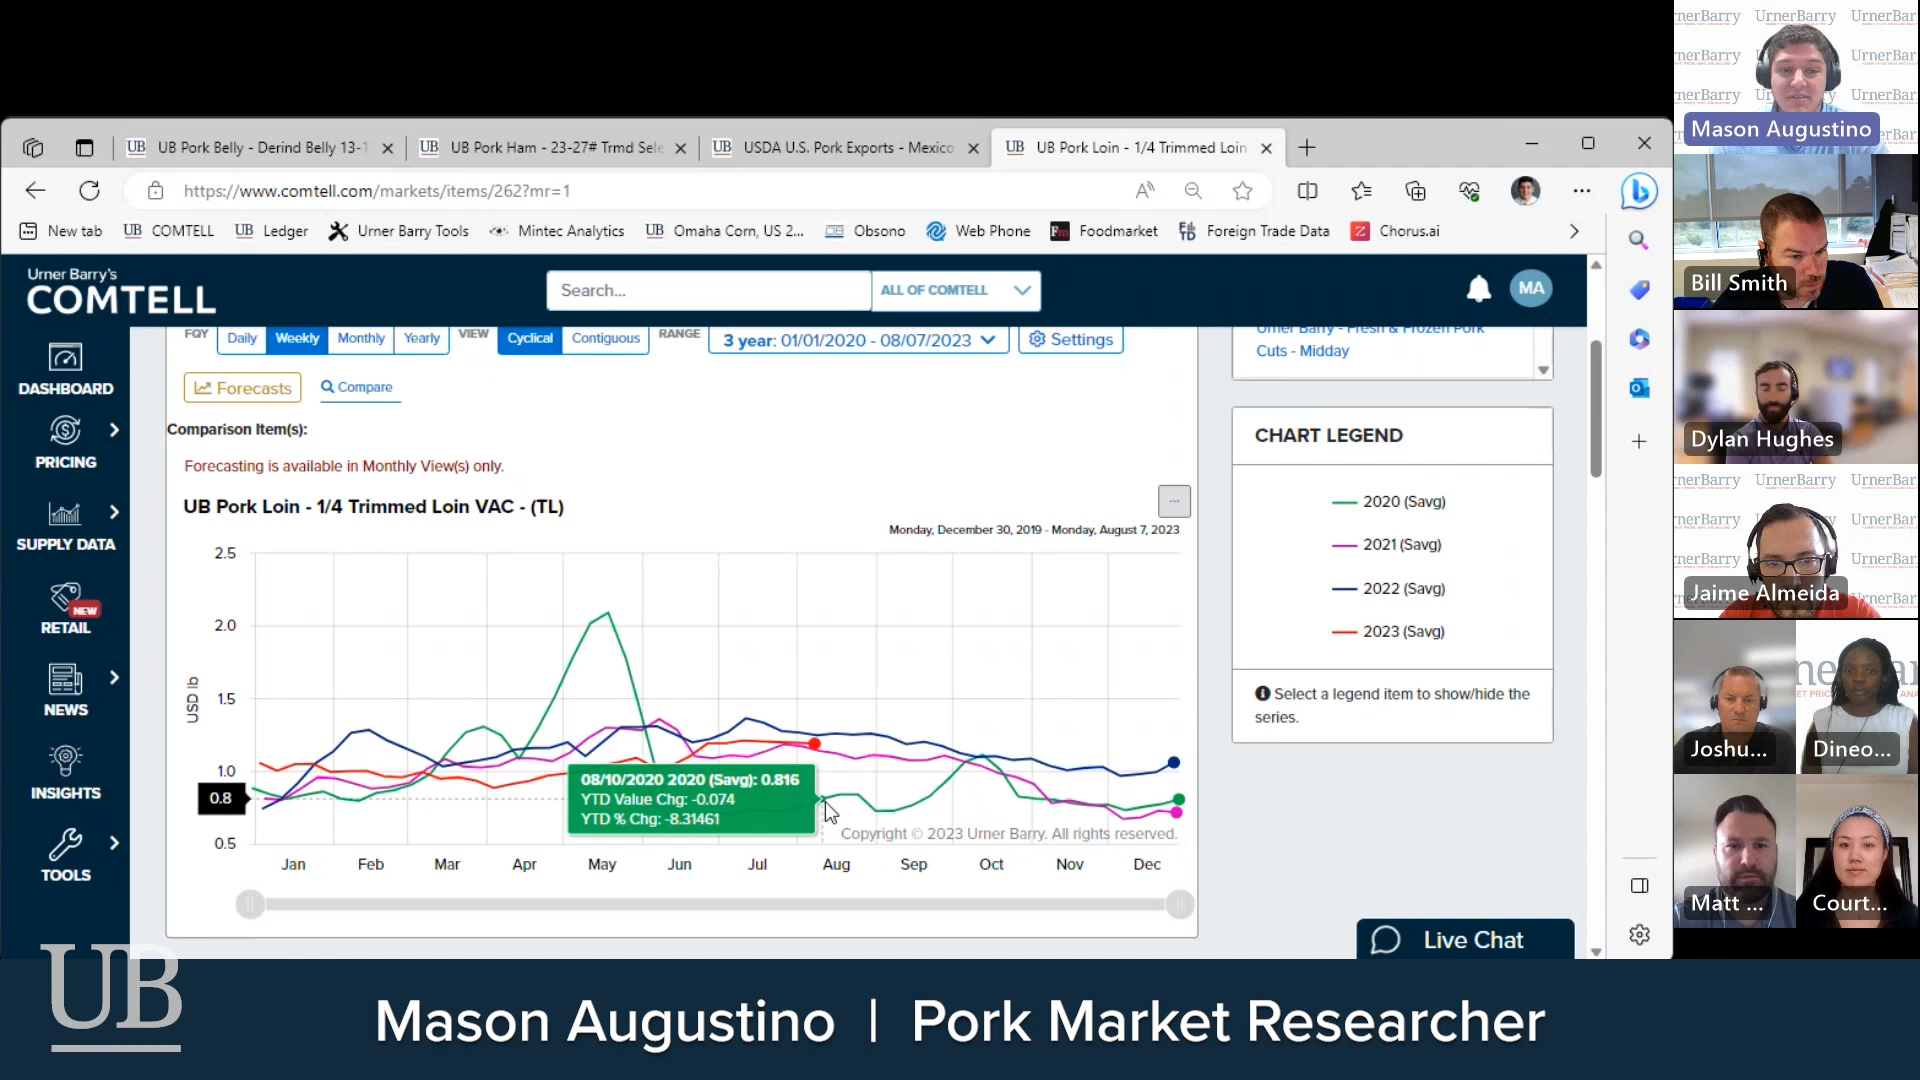 UB Pork Belly - Derind Belly 13-1
UB Pork Ham - 23-27# Trmd Sele
USDA U.S. Pork Exports - Mexico
UB Pork Loin - 1/4 Trimmed Loin
https://www.comtell.com/markets/items/262?mr=1
New tab
UB COMTELL
UB Ledger
Urner Barry Tools
Mintec Analytics
UB Omaha Corn, US 2...
Obsono
Web Phone
Foodmarket
Foreign Trade Data
Chorus.ai
Urner Barry's
COMTELL
Search...
ALL OF COMTELL
MA
DASHBOARD
PRICING
SUPPLY DATA
NEW
RETAIL
NEWS
INSIGHTS
TOOLS
FQY
Daily
Weekly
Monthly
Yearly
VIEW
Cyclical
Contiguous
RANGE
3 year: 01/01/2020 - 08/07/2023
Settings
Forecasts
Compare
Comparison Item(s):
Forecasting is available in Monthly View(s) only.
UB Pork Loin - 1/4 Trimmed Loin VAC - (TL)
...
Monday, December 30, 2019 - Monday, August 7, 2023
USD lb
2.5
2.0
1.5
1.0
0.8
0.5
08/10/2020 2020 (Savg): 0.816
YTD Value Chg: -0.074
YTD % Chg: -8.31461
Copyright © 2023 Urner Barry. All rights reserved.
Jan Feb Mar Apr May Jun Jul Aug Sep Oct Nov Dec
Urner Barry - Fresh & Frozen Pork
Cuts - Midday
CHART LEGEND
2020 (Savg)
2021 (Savg)
2022 (Savg)
2023 (Savg)
Select a legend item to show/hide the
series.
Live Chat
UrnerBarry
Mason Augustino
Bill Smith
Dylan Hughes
UrnerBarry
Jaime Almeida
Joshu...
Dineo...
Matt ...
Court...
UB
Mason Augustino | Pork Market Researcher